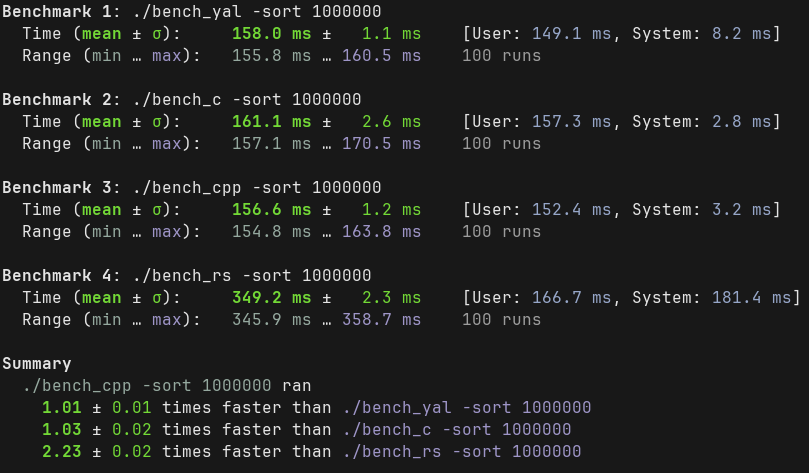 Benchmark 1: ./bench_yal -sort 1000000
  Time (mean ± σ):     158.0 ms ±   1.1 ms    [User: 149.1 ms, System: 8.2 ms]
  Range (min … max):   155.8 ms … 160.5 ms    100 runs

Benchmark 2: ./bench_c -sort 1000000
  Time (mean ± σ):     161.1 ms ±   2.6 ms    [User: 157.3 ms, System: 2.8 ms]
  Range (min … max):   157.1 ms … 170.5 ms    100 runs

Benchmark 3: ./bench_cpp -sort 1000000
  Time (mean ± σ):     156.6 ms ±   1.2 ms    [User: 152.4 ms, System: 3.2 ms]
  Range (min … max):   154.8 ms … 163.8 ms    100 runs

Benchmark 4: ./bench_rs -sort 1000000
  Time (mean ± σ):     349.2 ms ±   2.3 ms    [User: 166.7 ms, System: 181.4 ms]
  Range (min … max):   345.9 ms … 358.7 ms    100 runs

Summary
  ./bench_cpp -sort 1000000 ran
    1.01 ± 0.01 times faster than ./bench_yal -sort 1000000
    1.03 ± 0.02 times faster than ./bench_c -sort 1000000
    2.23 ± 0.02 times faster than ./bench_rs -sort 1000000